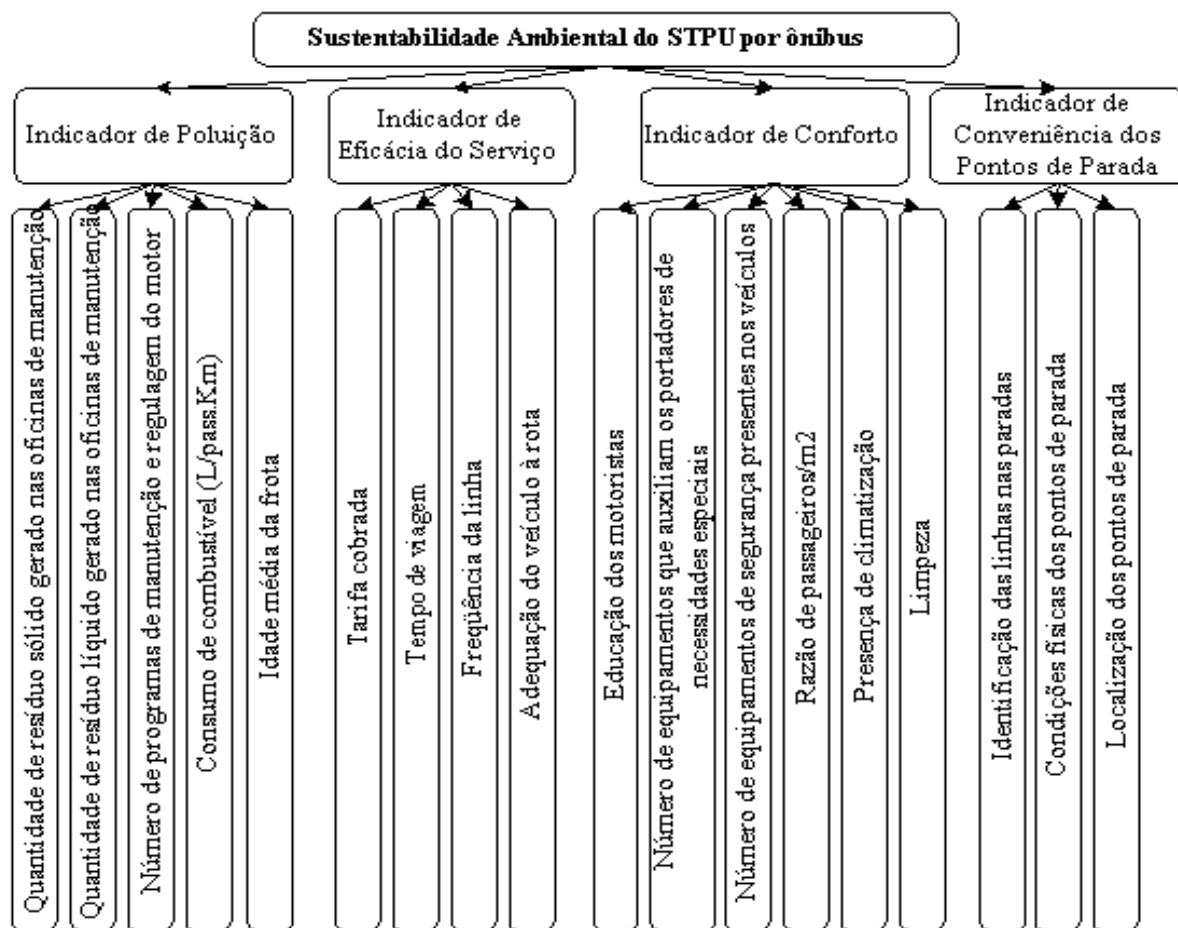 Sustentabilidade Ambiental do STPU por ônibus
Indicador de Poluição
Indicador de
Eficácia do Serviço
Indicador de Conforto
Indicador de
Conveniência dos
Pontos de Parada
Quantidade de resíduo sólido gerado nas oficinas de manutenção
Quantidade de resíduo líquido gerado nas oficinas de manutenção
Número de programas de manutenção e regulagem do motor
Consumo de combustível (L/pass.Km)
Idade média da frota
Tarifa cobrada
Tempo de viagem
Freqüência da linha
Adequação do veículo à rota
Educação dos motoristas
Número de equipamentos que auxiliam os portadores de
necessidades especiais
Número de equipamentos de segurança presentes nos veículos
Razão de passageiros/m2
Presença de climatização
Limpeza
Identificação das linhas nas paradas
Condições físicas dos pontos de parada
Localização dos pontos de parada